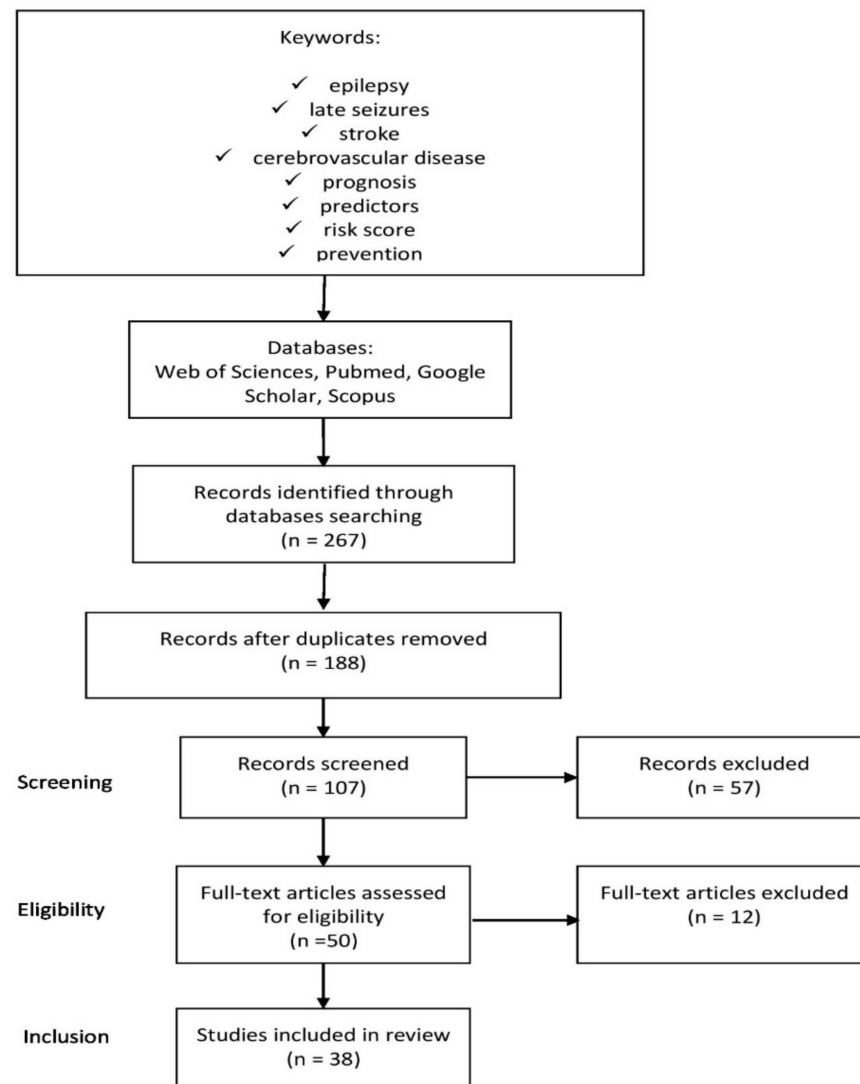 Keywords:
✓ epilepsy
✓ late seizures
✓ stroke
✓ cerebrovascular disease
✓ prognosis
✓ predictors
✓ risk score
✓ prevention
Databases:
Web of Sciences, Pubmed, Google
Scholar, Scopus
Records identified through
databases searching
(n = 267)
Records after duplicates removed
(n = 188)
Screening
Records screened
(n = 107)
Records excluded
(n = 57)
Eligibility
Full-text articles assessed
for eligibility
(n =50)
Full-text articles excluded
(n = 12)
Inclusion
Studies included in review
(n = 38)